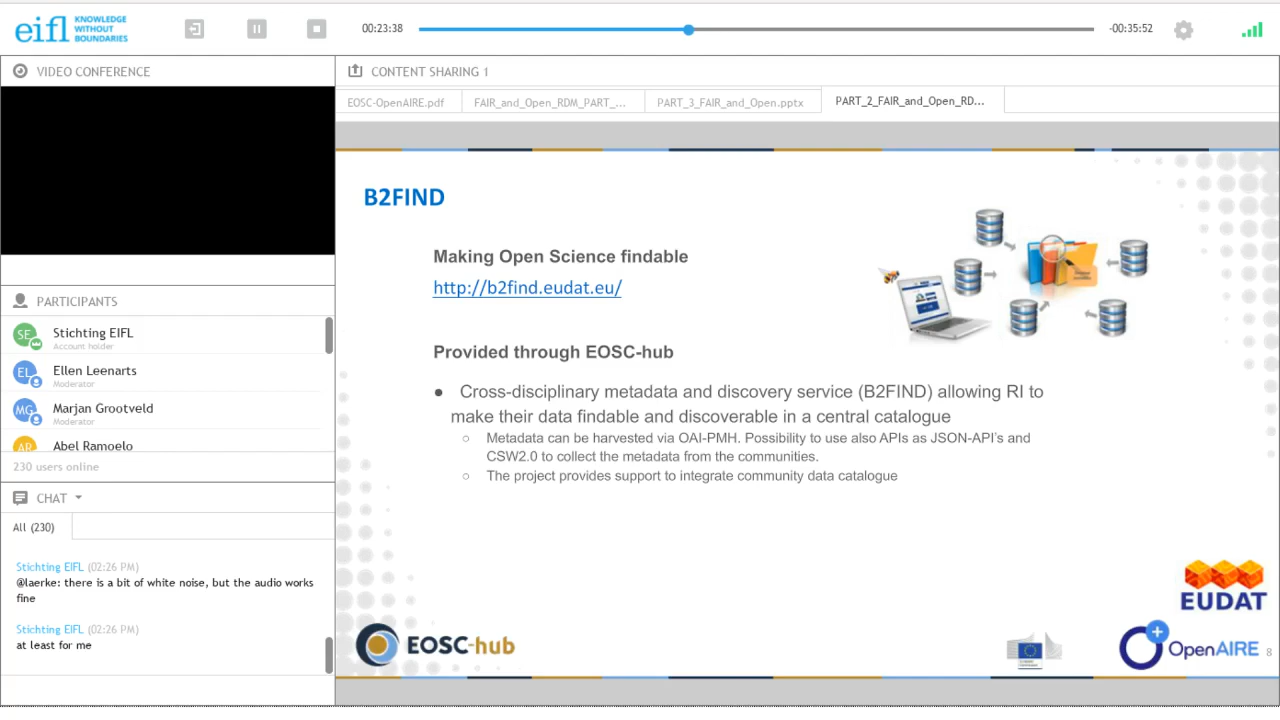 eifl KNOWLEDGE
WITHOUT
BOUNDARIES
00:23:38
-00:35:52
VIDEO CONFERENCE
CONTENT SHARING 1
EOSC-OpenAIRE.pdf
FAIR_and_Open_RDM_PART_...
PART_3_FAIR_and_Open.pptx
PART_2_FAIR_and_Open_RD...
PARTICIPANTS
SE
Stichting EIFL
Account holder
EL
Ellen Leenarts
Moderator
MG
Marjan Grootveld
Moderator
AR
Abel Ramoelo
230 users online
CHAT
All (230)
Stichting EIFL (02:26 PM)
@laerke: there is a bit of white noise, but the audio works
fine
Stichting EIFL (02:26 PM)
at least for me
B2FIND
Making Open Science findable
http://b2find.eudat.eu/
Provided through EOSC-hub
● Cross-disciplinary metadata and discovery service (B2FIND) allowing RI to
make their data findable and discoverable in a central catalogue
○ Metadata can be harvested via OAI-PMH. Possibility to use also APIs as JSON-API's and
CSW2.0 to collect the metadata from the communities.
○ The project provides support to integrate community data catalogue
EUDAT
EOSC-hub
OpenAIRE
8